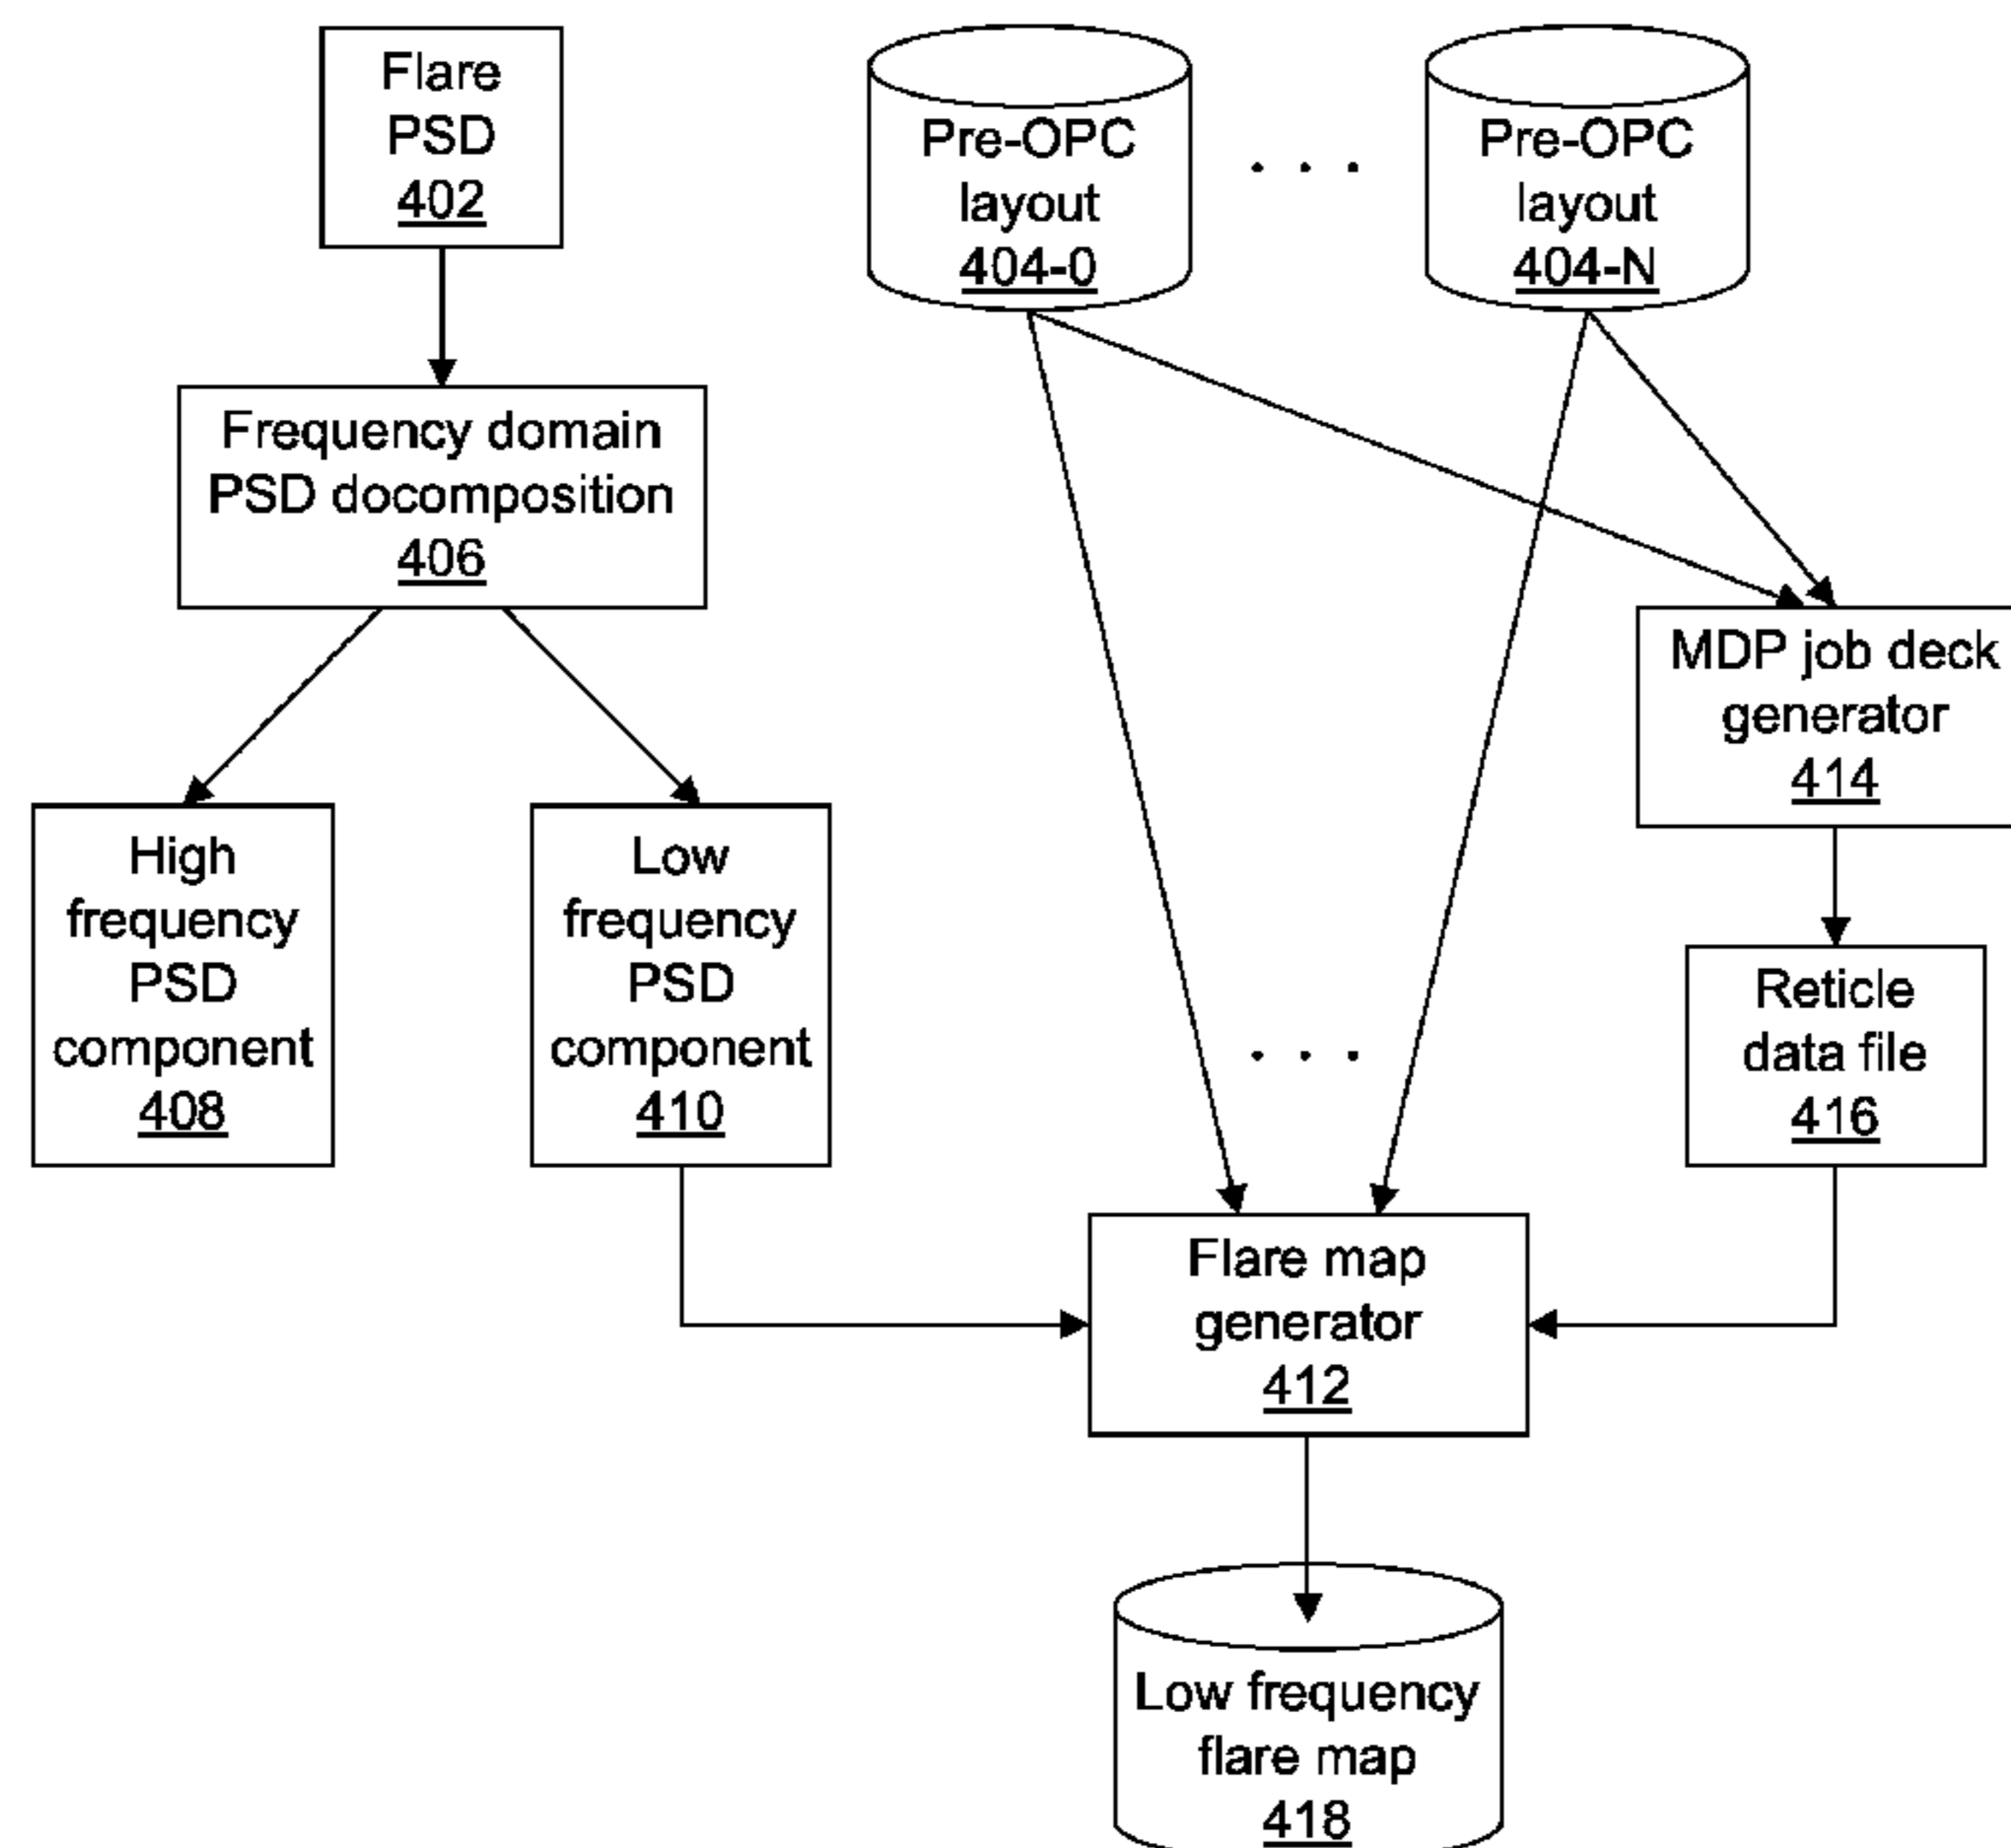 Flare
PSD
402
Pre-OPC
layout
404-0
. . .
Pre-OPC
layout
404-N
Frequency domain
PSD docomposition
406
MDP job deck
generator
414
High
frequency
PSD
component
408
Low
frequency
PSD
component
410
. . .
Reticle
data file
416
Flare map
generator
412
Low frequency
flare map
418